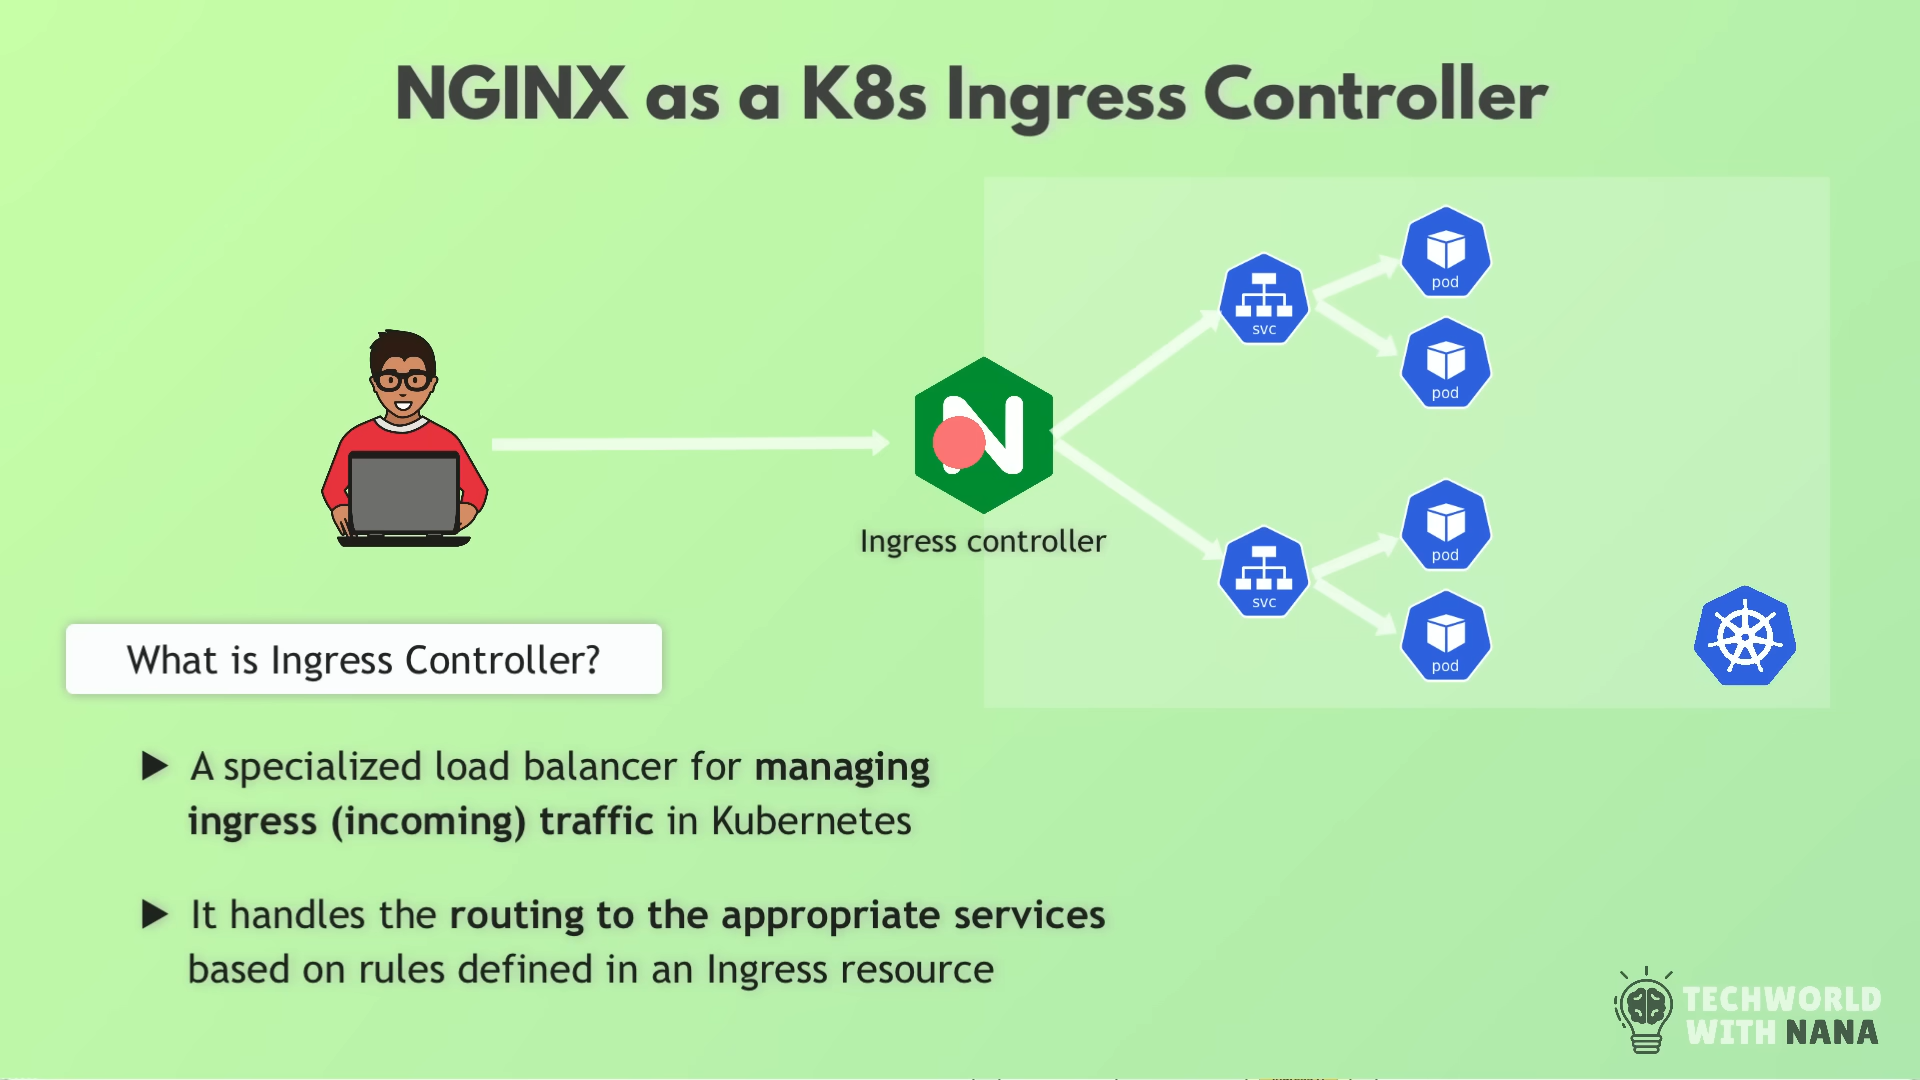 NGINX as a K8s Ingress Controller
pod
svc
pod
Ingress controller
pod
svc
pod
What is Ingress Controller?
A specialized load balancer for managing
ingress (incoming) traffic in Kubernetes
It handles the routing to the appropriate services
based on rules defined in an Ingress resource
TECHWORLD
WITH NANA